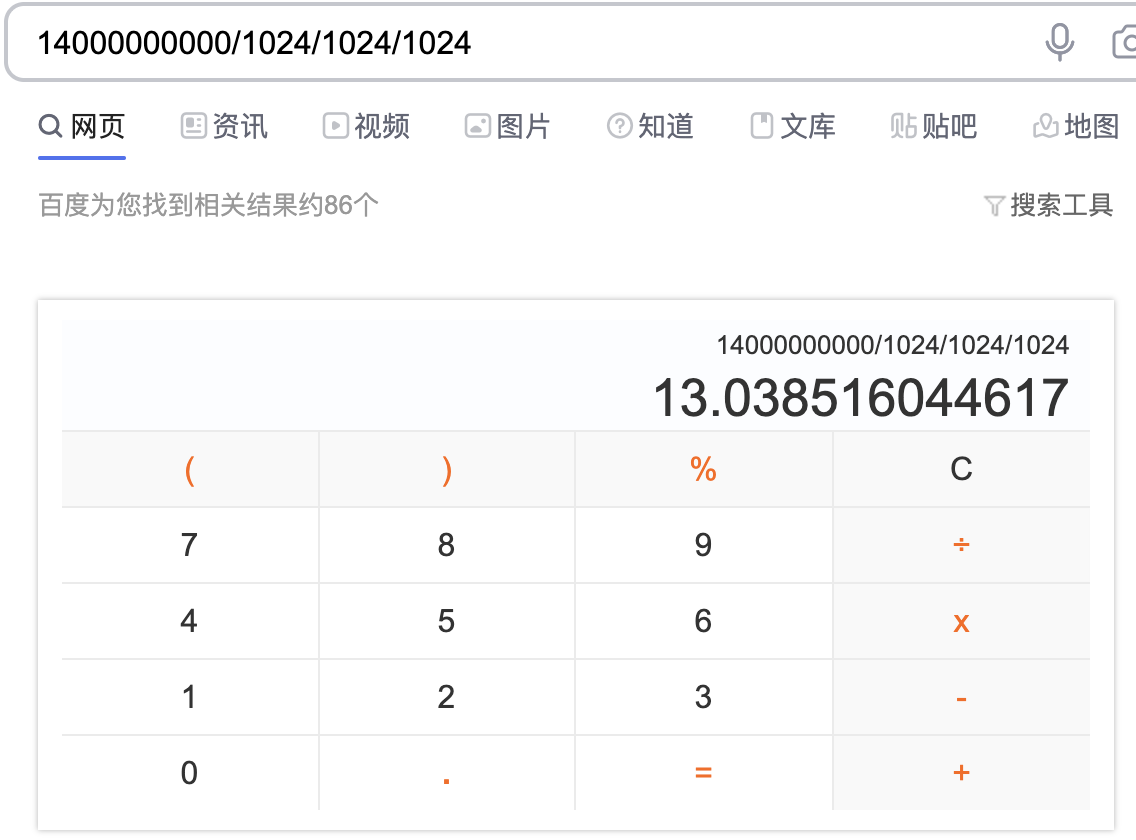 14000000000/1024/1024/1024
网页 资讯 视频 图片 知道 文库 贴吧 地图
百度为您找到相关结果约86个 搜索工具
14000000000/1024/1024/1024
13.038516044617
( ) % C
7 8 9 ÷
4 5 6 x
1 2 3 -
0 . = +